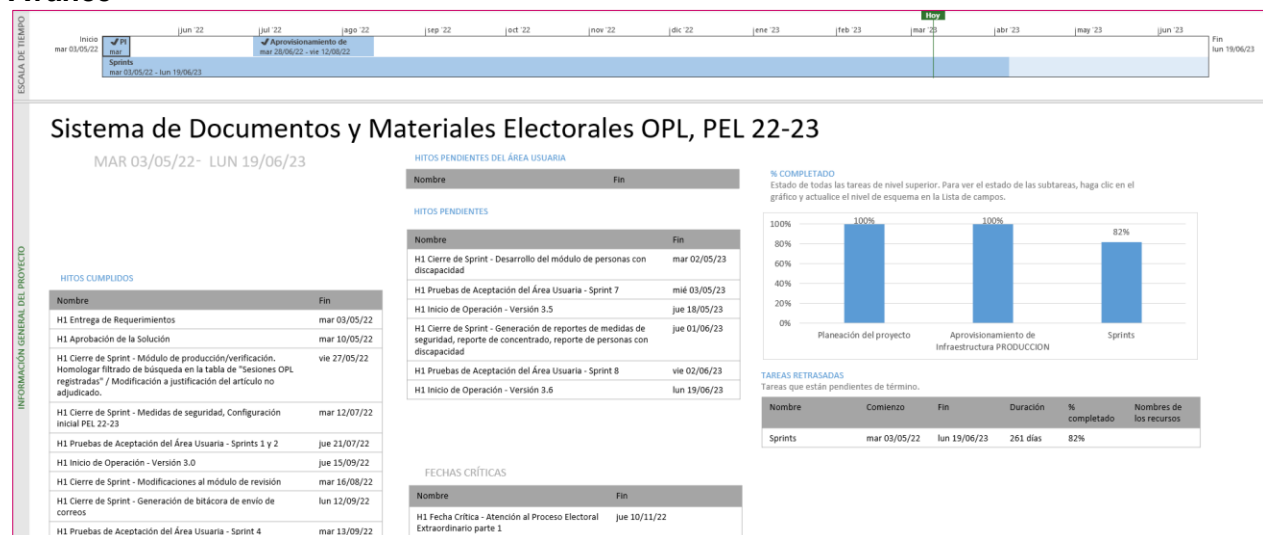 ESCALA DE TIEMPO
Hoy
jun '22 jul '22 ago '22 sep '22 oct '22 nov '22 dic '22 ene '23 feb '23 mar '23 abr '23 may '23 jun '23
Inicio
mar 03/05/22
PI
mar
Aprovisionamiento de
mar 28/06/22 - vie 12/08/22
Sprints
mar 03/05/22 - lun 19/06/23
Fin
lun 19/06/23
INFORMACIÓN GENERAL DEL PROYECTO
Sistema de Documentos y Materiales Electorales OPL, PEL 22-23
MAR 03/05/22- LUN 19/06/23
HITOS CUMPLIDOS
Nombre Fin
H1 Entrega de Requerimientos mar 03/05/22
H1 Aprobación de la Solución mar 10/05/22
H1 Cierre de Sprint - Módulo de producción/verificación. vie 27/05/22
Homologar filtrado de búsqueda en la tabla de "Sesiones OPL
registradas" / Modificación a justificación del artículo no
adjudicado.
H1 Cierre de Sprint - Medidas de seguridad, Configuración mar 12/07/22
inicial PEL 22-23
H1 Pruebas de Aceptación del Área Usuaria - Sprints 1 y 2 jue 21/07/22
H1 Inicio de Operación - Versión 3.0 jue 15/09/22
H1 Cierre de Sprint - Modificaciones al módulo de revisión mar 16/08/22
H1 Cierre de Sprint - Generación de bitácora de envío de lun 12/09/22
correos
H1 Pruebas de Aceptación del Área Usuaria - Sprint 4 mar 13/09/22
HITOS PENDIENTES DEL ÁREA USUARIA
Nombre Fin
HITOS PENDIENTES
Nombre Fin
H1 Cierre de Sprint - Desarrollo del módulo de personas con mar 02/05/23
discapacidad
H1 Pruebas de Aceptación del Área Usuaria - Sprint 7 mié 03/05/23
H1 Inicio de Operación - Versión 3.5 jue 18/05/23
H1 Cierre de Sprint - Generación de reportes de medidas de jue 01/06/23
seguridad, reporte de concentrado, reporte de personas con
discapacidad
H1 Pruebas de Aceptación del Área Usuaria - Sprint 8 vie 02/06/23
H1 Inicio de Operación - Versión 3.6 lun 19/06/23
FECHAS CRÍTICAS
Nombre Fin
H1 Fecha Crítica - Atención al Proceso Electoral jue 10/11/22
Extraordinario parte 1
% COMPLETADO
Estado de todas las tareas de nivel superior. Para ver el estado de las subtareas, haga clic en el
gráfico y actualice el nivel de esquema en la Lista de campos.
100% 100% 100%
82%
80%
60%
40%
20%
0%
Planeación del proyecto Aprovisionamiento de Sprints
Infraestructura PRODUCCION
TAREAS RETRASADAS
Tareas que están pendientes de término.
Nombre Comienzo Fin Duración % Nombres de
completado los recursos
Sprints mar 03/05/22 lun 19/06/23 261 días 82%